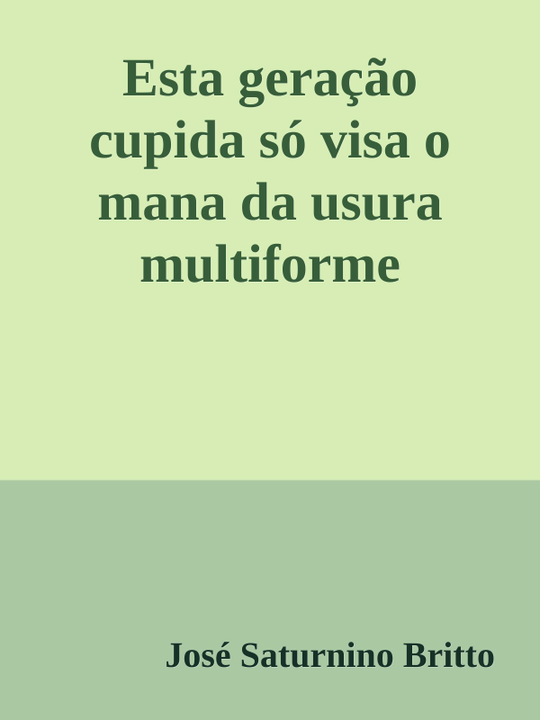 Esta geração
cupida só visa o
mana da usura
multiforme
José Saturnino Britto